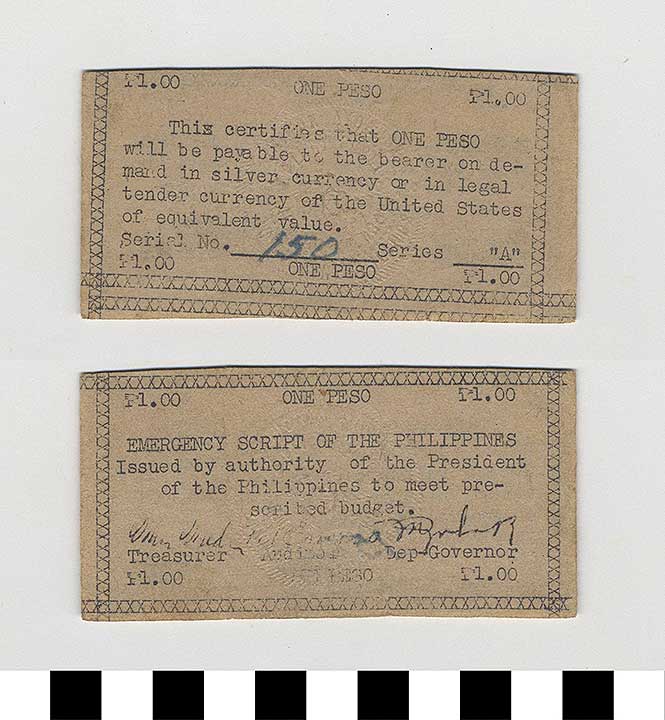 ₱1.00 ONE PESO ₱1.00
This certifies that ONE PESO
will be payable to the bearer on de-
mand in silver currency or in legal
tender currency of the United States
of equivalent value.
Serial No. 150 Series "A"
₱1.00 ONE PESO ₱1.00
₱1.00 ONE PESO ₱1.00
EMERGENCY SCRIPT OF THE PHILIPPINES
Issued by authority of the President
of the Philippines to meet pre-
scribed budget.
Treasurer Auditor Dep-Governor
₱1.00 ONE PESO ₱1.00